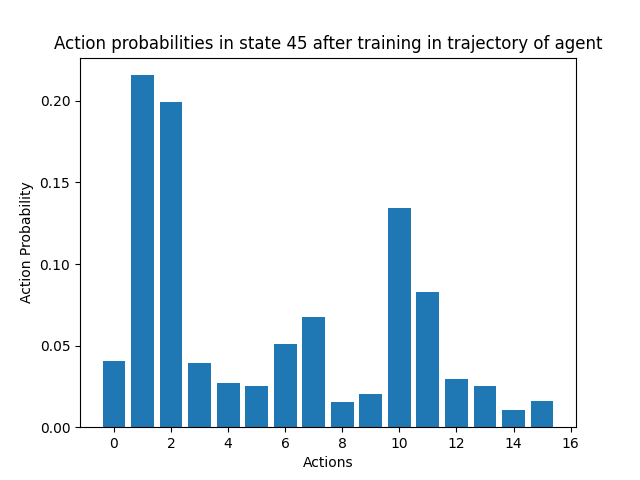 Action probabilities in state 45 after training in trajectory of agent
0.20
0.15
0.10
0.05
0.00
Action Probability
0 2 4 6 8 10 12 14 16
Actions